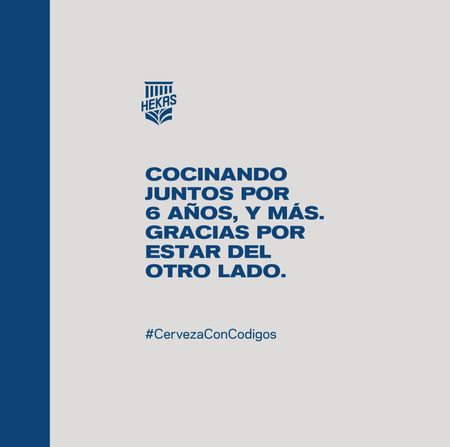 HEKAS
COCINANDO
JUNTOS POR
6 AÑOS, Y MÁS.
GRACIAS POR
ESTAR DEL
OTRO LADO.
#CervezaConCodigos